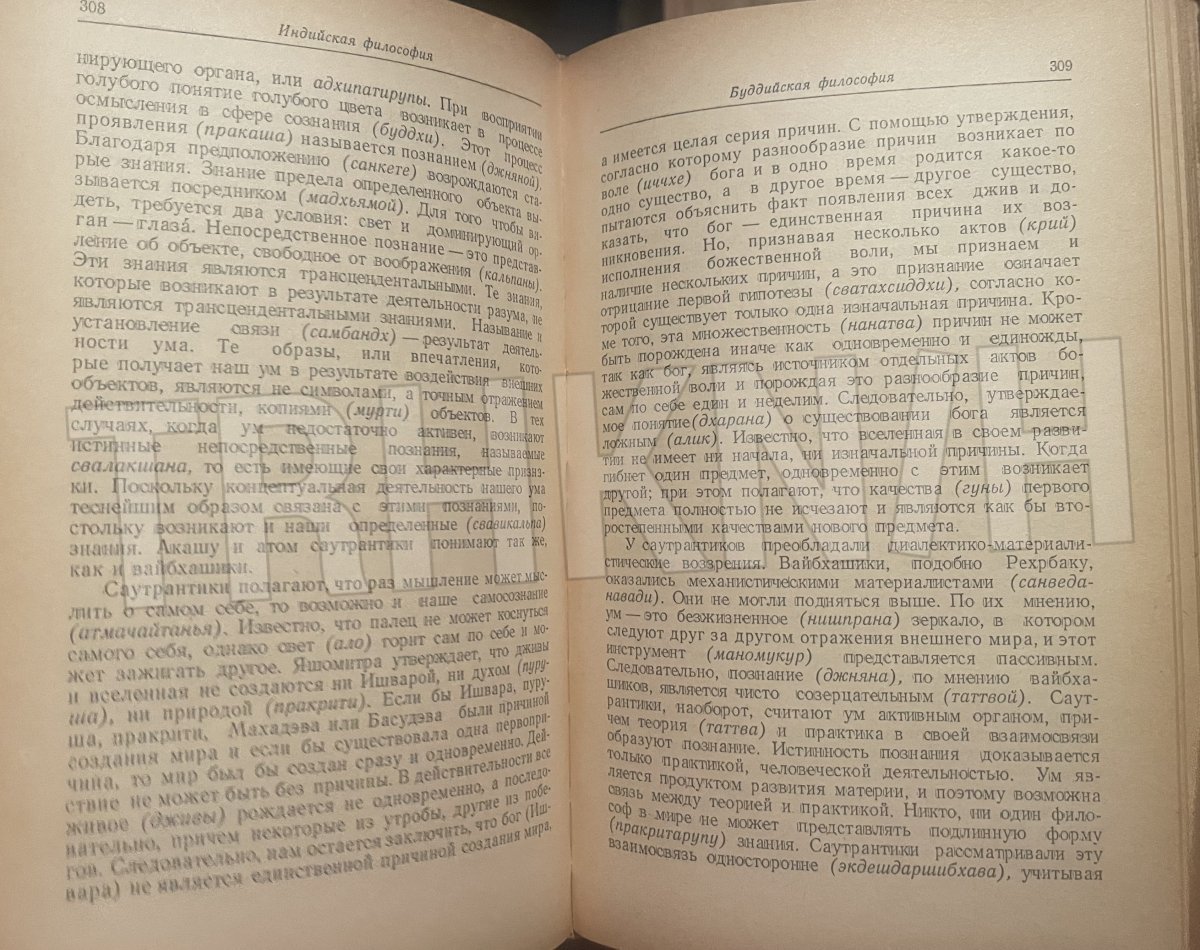 308
Индийская философия
нирующего органа, или адхипатирупы. При восприятии
голубого понятие голубого цвета возникает в процессе
осмысления в сфере сознания (буддхи). Этот процесс
проявления (пракаша) называется познанием (джняной).
Благодаря предположению (санкете) возрождаются ста-
рые знания. Знание предела определенного объекта вы-
зывается посредником (мадхьямой). Для того чтобы ви-
деть, требуется два условия: свет и доминирующий ор-
ган — глаза́. Непосредственное познание — это представ-
ление об объекте, свободное от воображения (кальпаны).
Эти знания являются трансцендентальными. Те знания,
которые возникают в результате деятельности разума, не
являются трансцендентальными знаниями. Называние и
установление связи (самбандх) — результат деятель-
ности ума. Те образы, или впечатления, кото-
рые получает наш ум в результате воздействия внешних
объектов, являются не символами, а точным отражением
действительности, копиями (мурти) объектов. В тех
случаях, когда ум недостаточно активен, возникают
истинные непосредственные познания, называемые
свалакшана, то есть имеющие свои характерные призна-
ки. Поскольку концептуальная деятельность нашего ума
теснейшим образом связана с этими познаниями, по-
стольку возникают и наши определенные (свавикальпа)
знания. Акашу и атом саутрантики понимают так же,
как и вайбхашики.
Саутрантики полагают, что раз мышление может мыс-
лить о самом себе, то возможно и наше самосознание
(атмачайтанья). Известно, что палец не может коснуться
самого себя, однако свет (ало) горит сам по себе и мо-
жет зажигать другое. Яшомитра утверждает, что дживы
и вселенная не создаются ни Ишварой, ни духом (пуру-
ша), ни природой (пракрити). Если бы Ишвара, пуру-
ша, пракрити, Махадэва или Басудэва были причиной
создания мира и если бы существовала одна первопри-
чина, то мир был бы создан сразу и одновременно. Дей-
ствие не может быть без причины. В действительности все
живое (дживы) рождается не одновременно, а последо-
вательно, причем некоторые из утробы, другие из побе-
гов. Следовательно, нам остается заключить, что бог (Иш-
вара) не является единственной причиной создания мира,
Буддийская философия
309
а имеется целая серия причин. С помощью утверждения,
согласно которому разнообразие причин возникает по
воле (иччхе) бога и в одно время родится какое-то
одно существо, а в другое время — другое существо,
пытаются объяснить факт появления всех джив и до-
казать, что бог — единственная причина их воз-
никновения. Но, признавая несколько актов (крий)
исполнения божественной воли, мы признаем и
наличие нескольких причин, а это признание означает
отрицание первой гипотезы (сватахсиддхи), согласно ко-
торой существует только одна изначальная причина. Кро-
ме того, эта множественность (нанатва) причин не может
быть порождена иначе как одновременно и единожды,
так как бог, являясь источником отдельных актов бо-
жественной воли и порождая это разнообразие причин,
сам по себе един и неделим. Следовательно, утверждае-
мое понятие (дхарана) о существовании бога является
ложным (алик). Известно, что вселенная в своем разви-
тии не имеет ни начала, ни изначальной причины. Когда
гибнет один предмет, одновременно с этим возникает
другой; при этом полагают, что качества (гуны) первого
предмета полностью не исчезают и являются как бы вто-
ростепенными качествами нового предмета.
У саутрантиков преобладали диалектико-материали-
стические воззрения. Вайбхашики, подобно Рехрбаку,
оказались механистическими материалистами (санведа-
навади). Они не могли подняться выше. По их мнению,
ум — это безжизненное (нишпрана) зеркало, в котором
следуют друг за другом отражения внешнего мира, и этот
инструмент (маномукур) представляется пассивным.
Следовательно, познание (джняна), по мнению вайбха-
шиков, является чисто созерцательным (таттвой). Саут-
рантики, наоборот, считают ум активным органом, при-
чем теория (таттва) и практика в своей взаимосвязи
образуют познание. Истинность познания доказывается
только практикой, человеческой деятельностью. Ум яв-
ляется продуктом развития материи, и поэтому возможна
связь между теорией и практикой. Никто, ни один фило-
соф в мире не может представлять подлинную форму
(пракритарупу) знания. Саутрантики рассматривали эту
взаимосвязь односторонне (экдешдаршибхава), учитывая
TRH KNIH